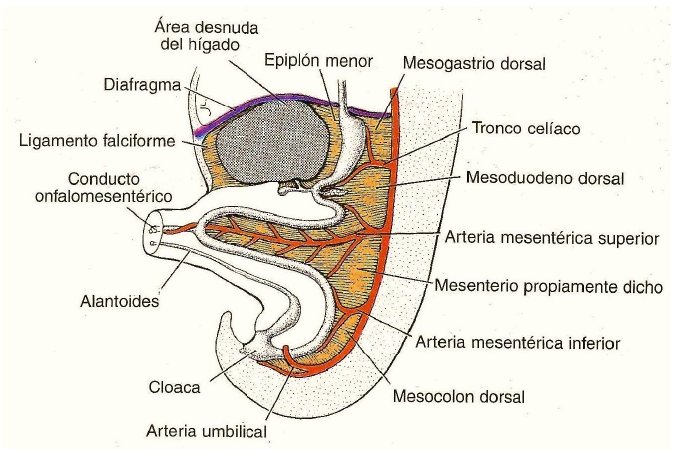 Área desnuda
del hígado
Epiplón menor
Mesogastrio dorsal
Diafragma
Tronco celíaco
Ligamento falciforme
Mesoduodeno dorsal
Conducto
onfalomesentérico
Arteria mesentérica superior
Mesenterio propiamente dicho
Alantoides
Arteria mesentérica inferior
Cloaca
Mesocolon dorsal
Arteria umbilical